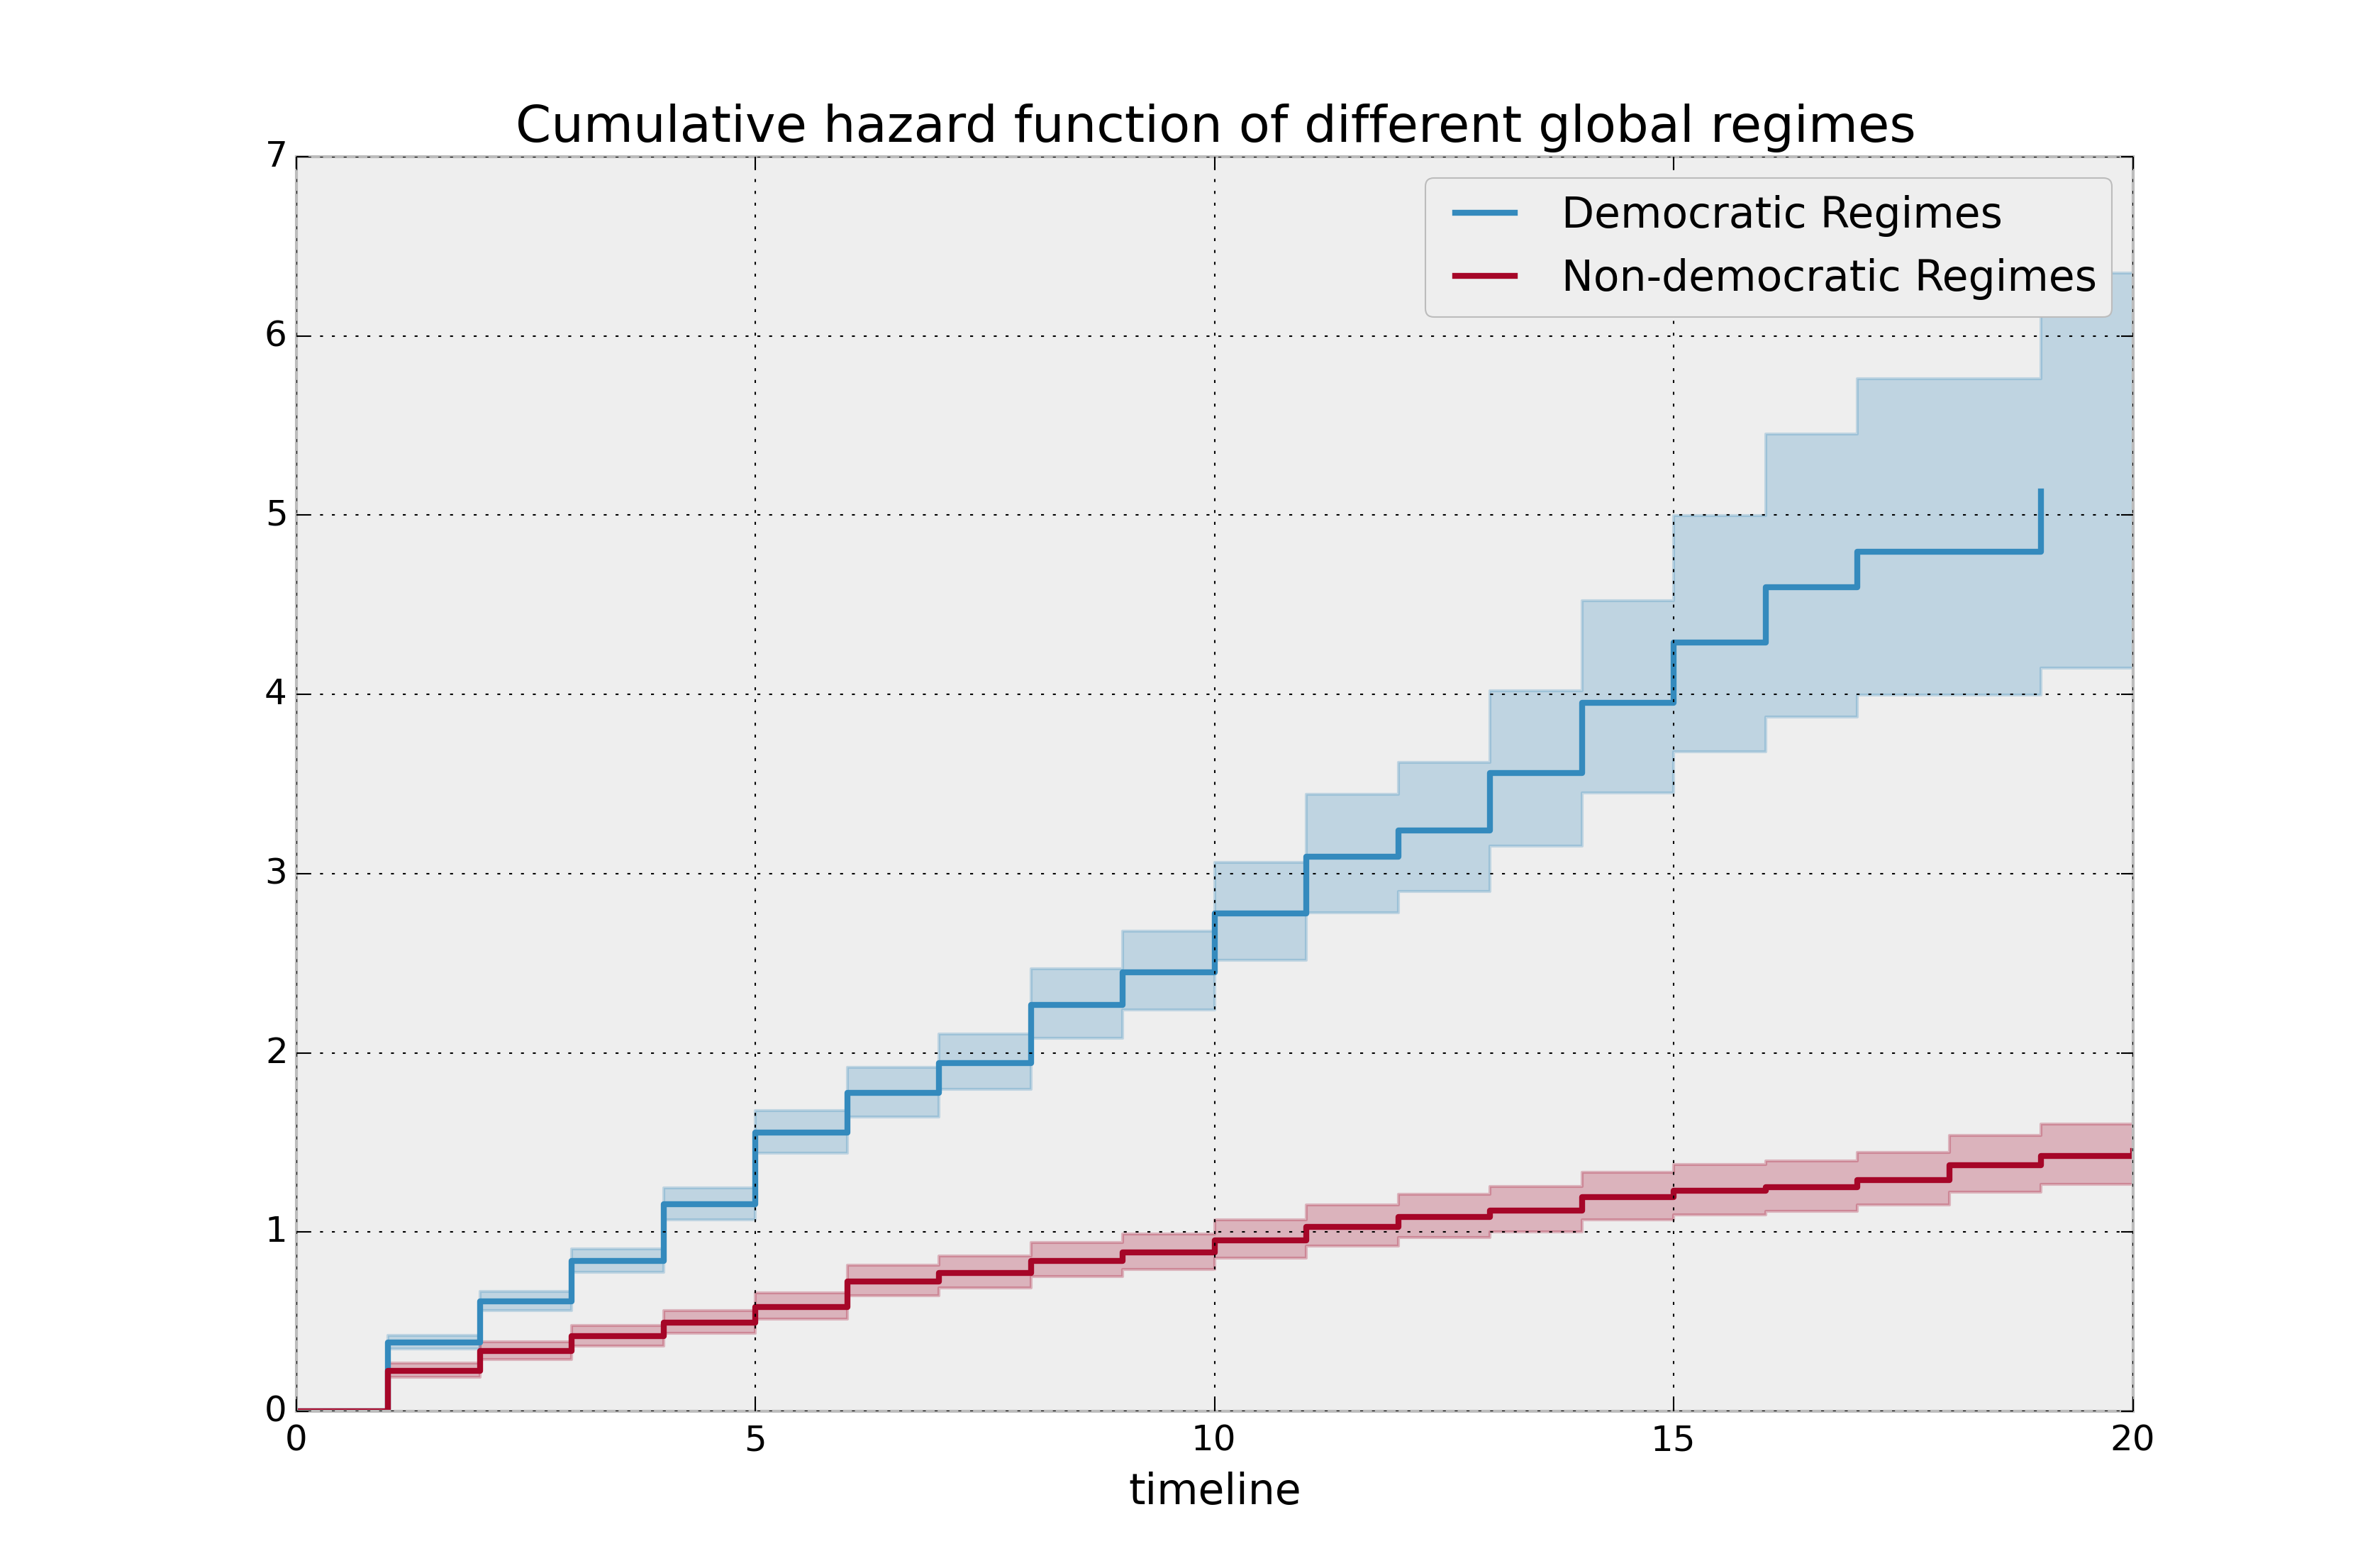 Cumulative hazard function of different global regimes
7
6
5
4
3
2
1
0
Democratic Regimes
Non-democratic Regimes
0 5 10 15 20
timeline